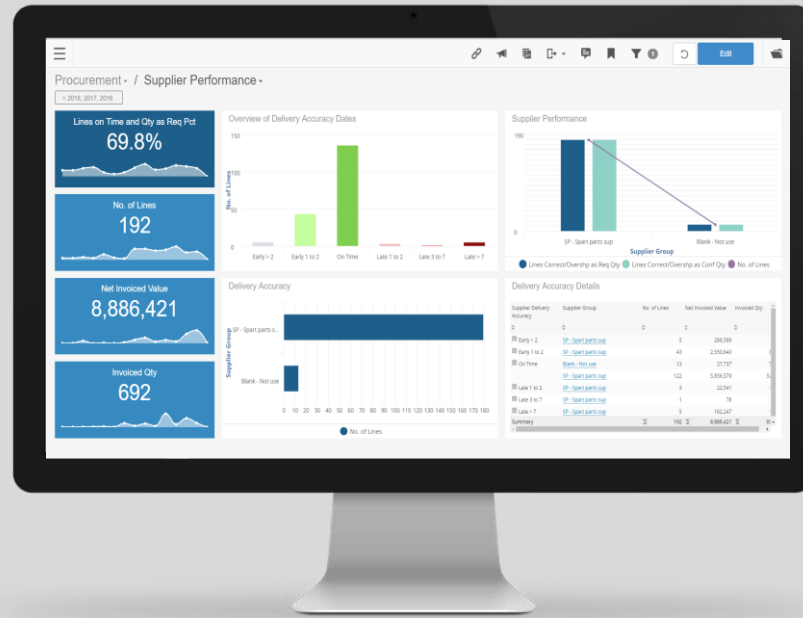 1
Edit
Procurement / Supplier Performance
= 2018, 2017, 2016
Lines on Time and Qty as Req Pct
69.8%
No. of Lines
192
Net Invoiced Value
8,886,421
Invoiced Qty
692
Overview of Delivery Accuracy Dates
No. of Lines
150
100
50
0
Early > 2 Early 1 to 2 On Time Late 1 to 2 Late 3 to 7 Late > 7
Supplier Performance
190
0
SP - Spart parts sup Blank - Not use
Supplier Group
Lines Correct/Overshp as Req Qty Lines Correct/Overshp as Conf Qty No. of Lines
Delivery Accuracy
Supplier Group
SP - Spart parts s...
Blank - Not use
0 10 20 30 40 50 60 70 80 90 100 110 120 130 140 150 160 170 180
No. of Lines
Delivery Accuracy Details
Supplier Delivery Accuracy Supplier Group No. of Lines Net Invoiced Value Invoiced Qty
Early > 2 SP - Spart parts sup 5
Early 1 to 2 SP - Spart parts sup 43 2,550,640
On Time Blank - Not use 13 27,737
SP - Spart parts sup 122 5,856,579
Late 1 to 2 SP - Spart parts sup 3 22,541
Late 3 to 7 SP - Spart parts sup 1 78
Late > 7 SP - Spart parts sup 5 162,247
Summary Σ 192 Σ 8,886,421 Σ